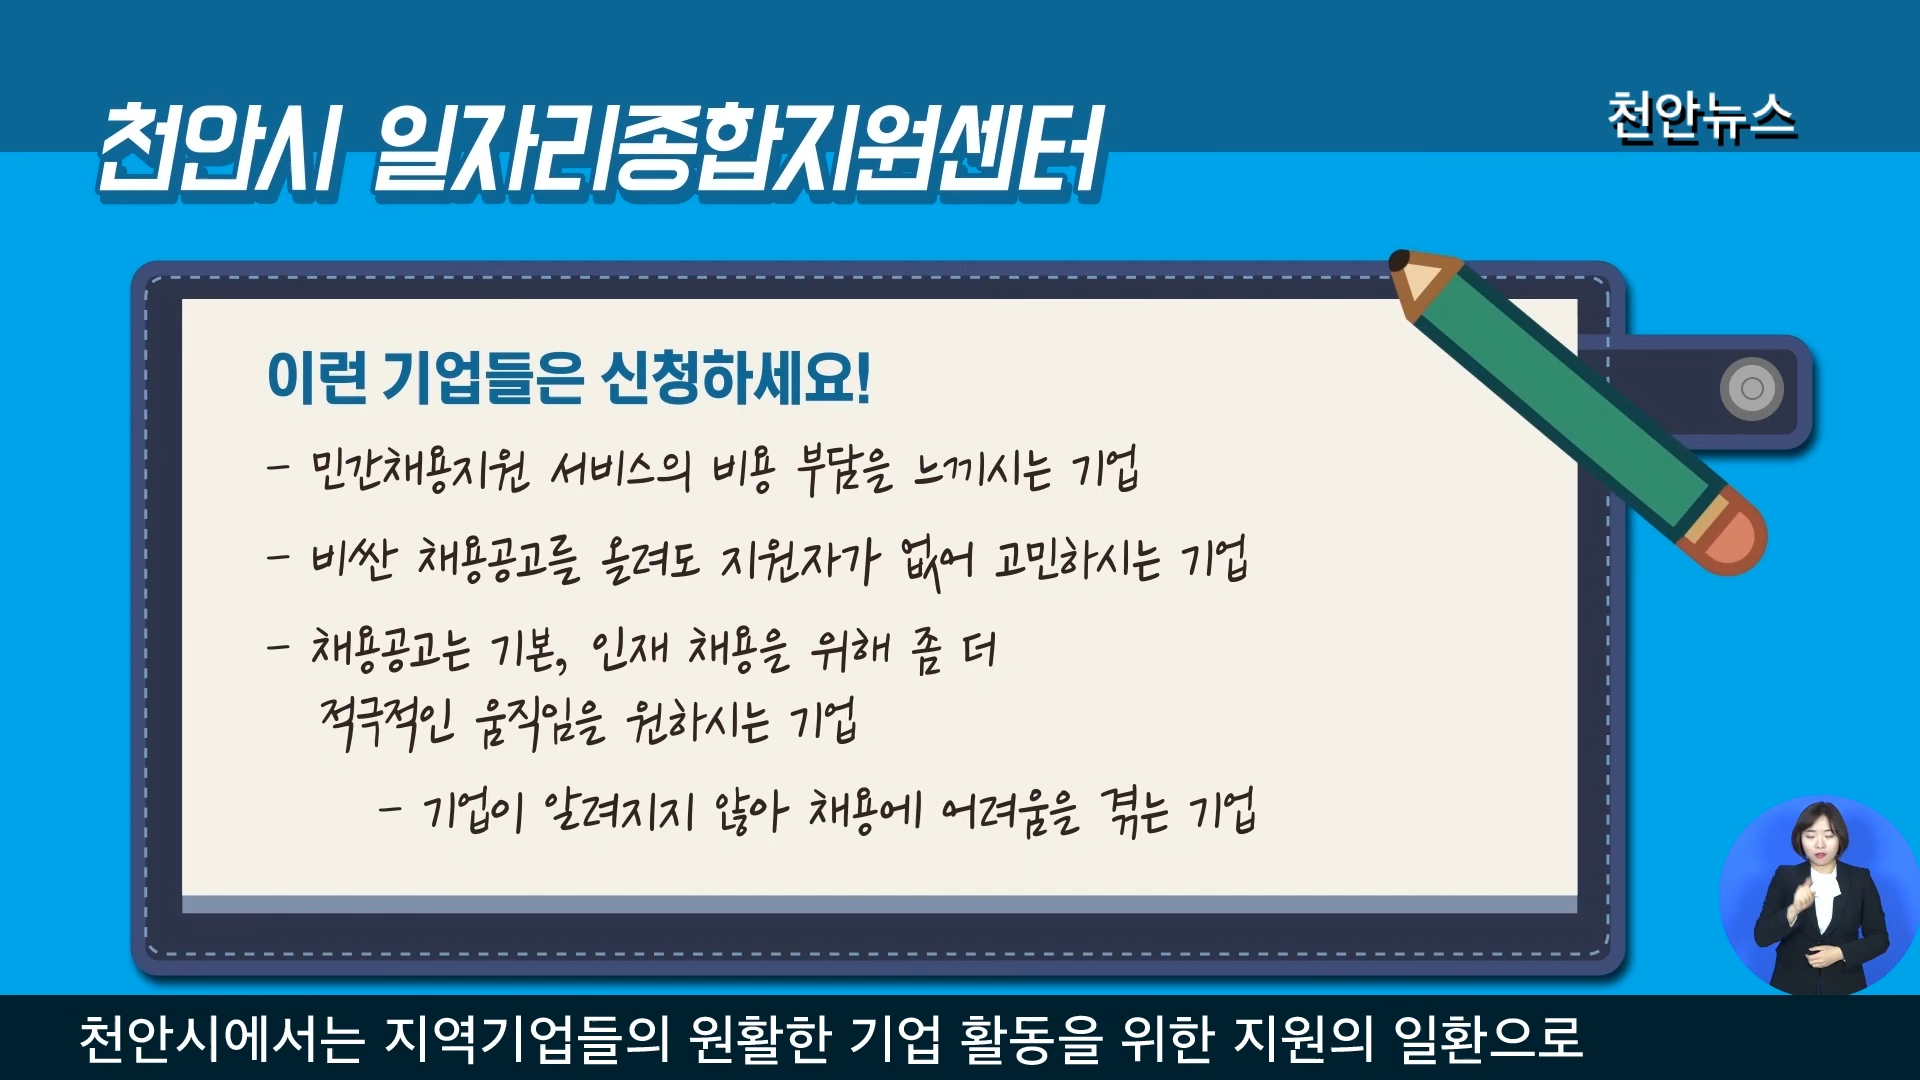 천안시 일자리종합지원센터
천안뉴스
이런 기업들은 신청하세요!
- 민간채용지원 서비스의 비용 부담을 느끼시는 기업
- 비싼 채용공고를 올려도 지원자가 없어 고민하시는 기업
- 채용공고는 기본, 인재 채용을 위해 좀 더
적극적인 움직임을 원하시는 기업
- 기업이 알려지지 않아 채용에 어려움을 겪는 기업
천안시에서는 지역기업들의 원활한 기업 활동을 위한 지원의 일환으로